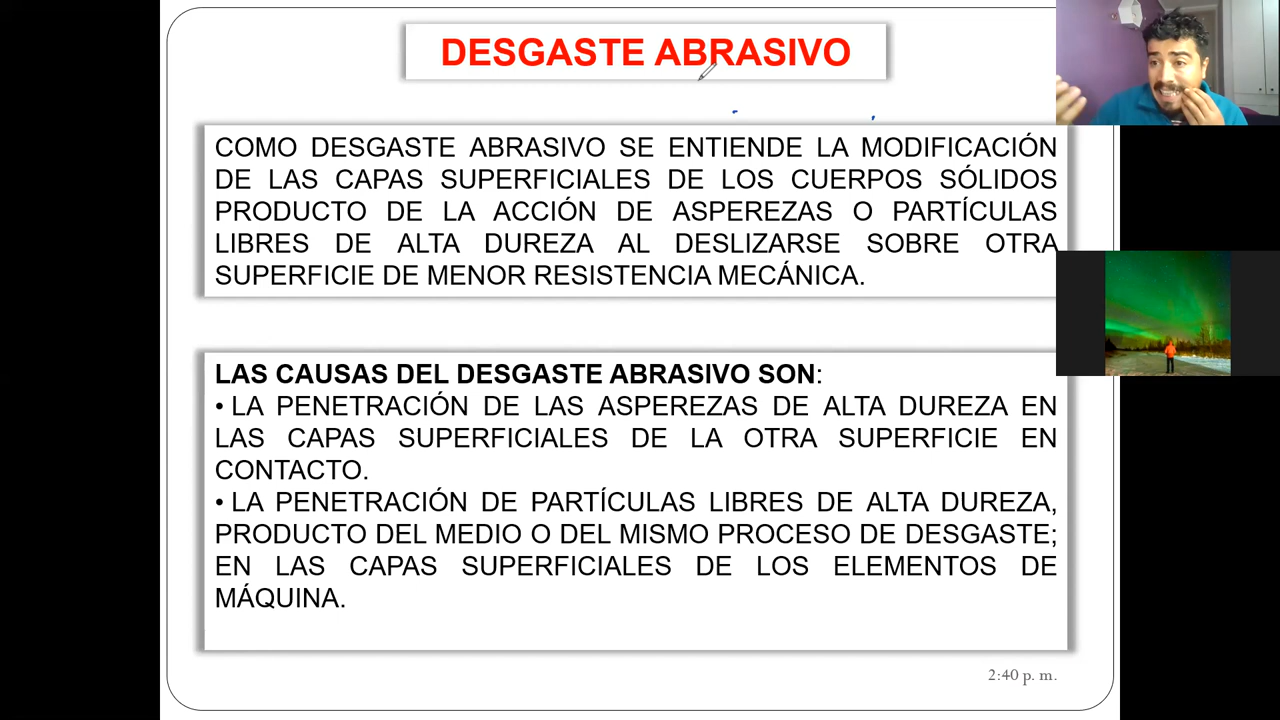 DESGASTE ABRASIVO
COMO DESGASTE ABRASIVO SE ENTIENDE LA MODIFICACIÓN
DE LAS CAPAS SUPERFICIALES DE LOS CUERPOS SÓLIDOS
PRODUCTO DE LA ACCIÓN DE ASPEREZAS O PARTÍCULAS
LIBRES DE ALTA DUREZA AL DESLIZARSE SOBRE OTRA
SUPERFICIE DE MENOR RESISTENCIA MECÁNICA.
LAS CAUSAS DEL DESGASTE ABRASIVO SON:
• LA PENETRACIÓN DE LAS ASPEREZAS DE ALTA DUREZA EN
LAS CAPAS SUPERFICIALES DE LA OTRA SUPERFICIE EN
CONTACTO.
• LA PENETRACIÓN DE PARTÍCULAS LIBRES DE ALTA DUREZA,
PRODUCTO DEL MEDIO O DEL MISMO PROCESO DE DESGASTE;
EN LAS CAPAS SUPERFICIALES DE LOS ELEMENTOS DE
MÁQUINA.
2:40 p. m.